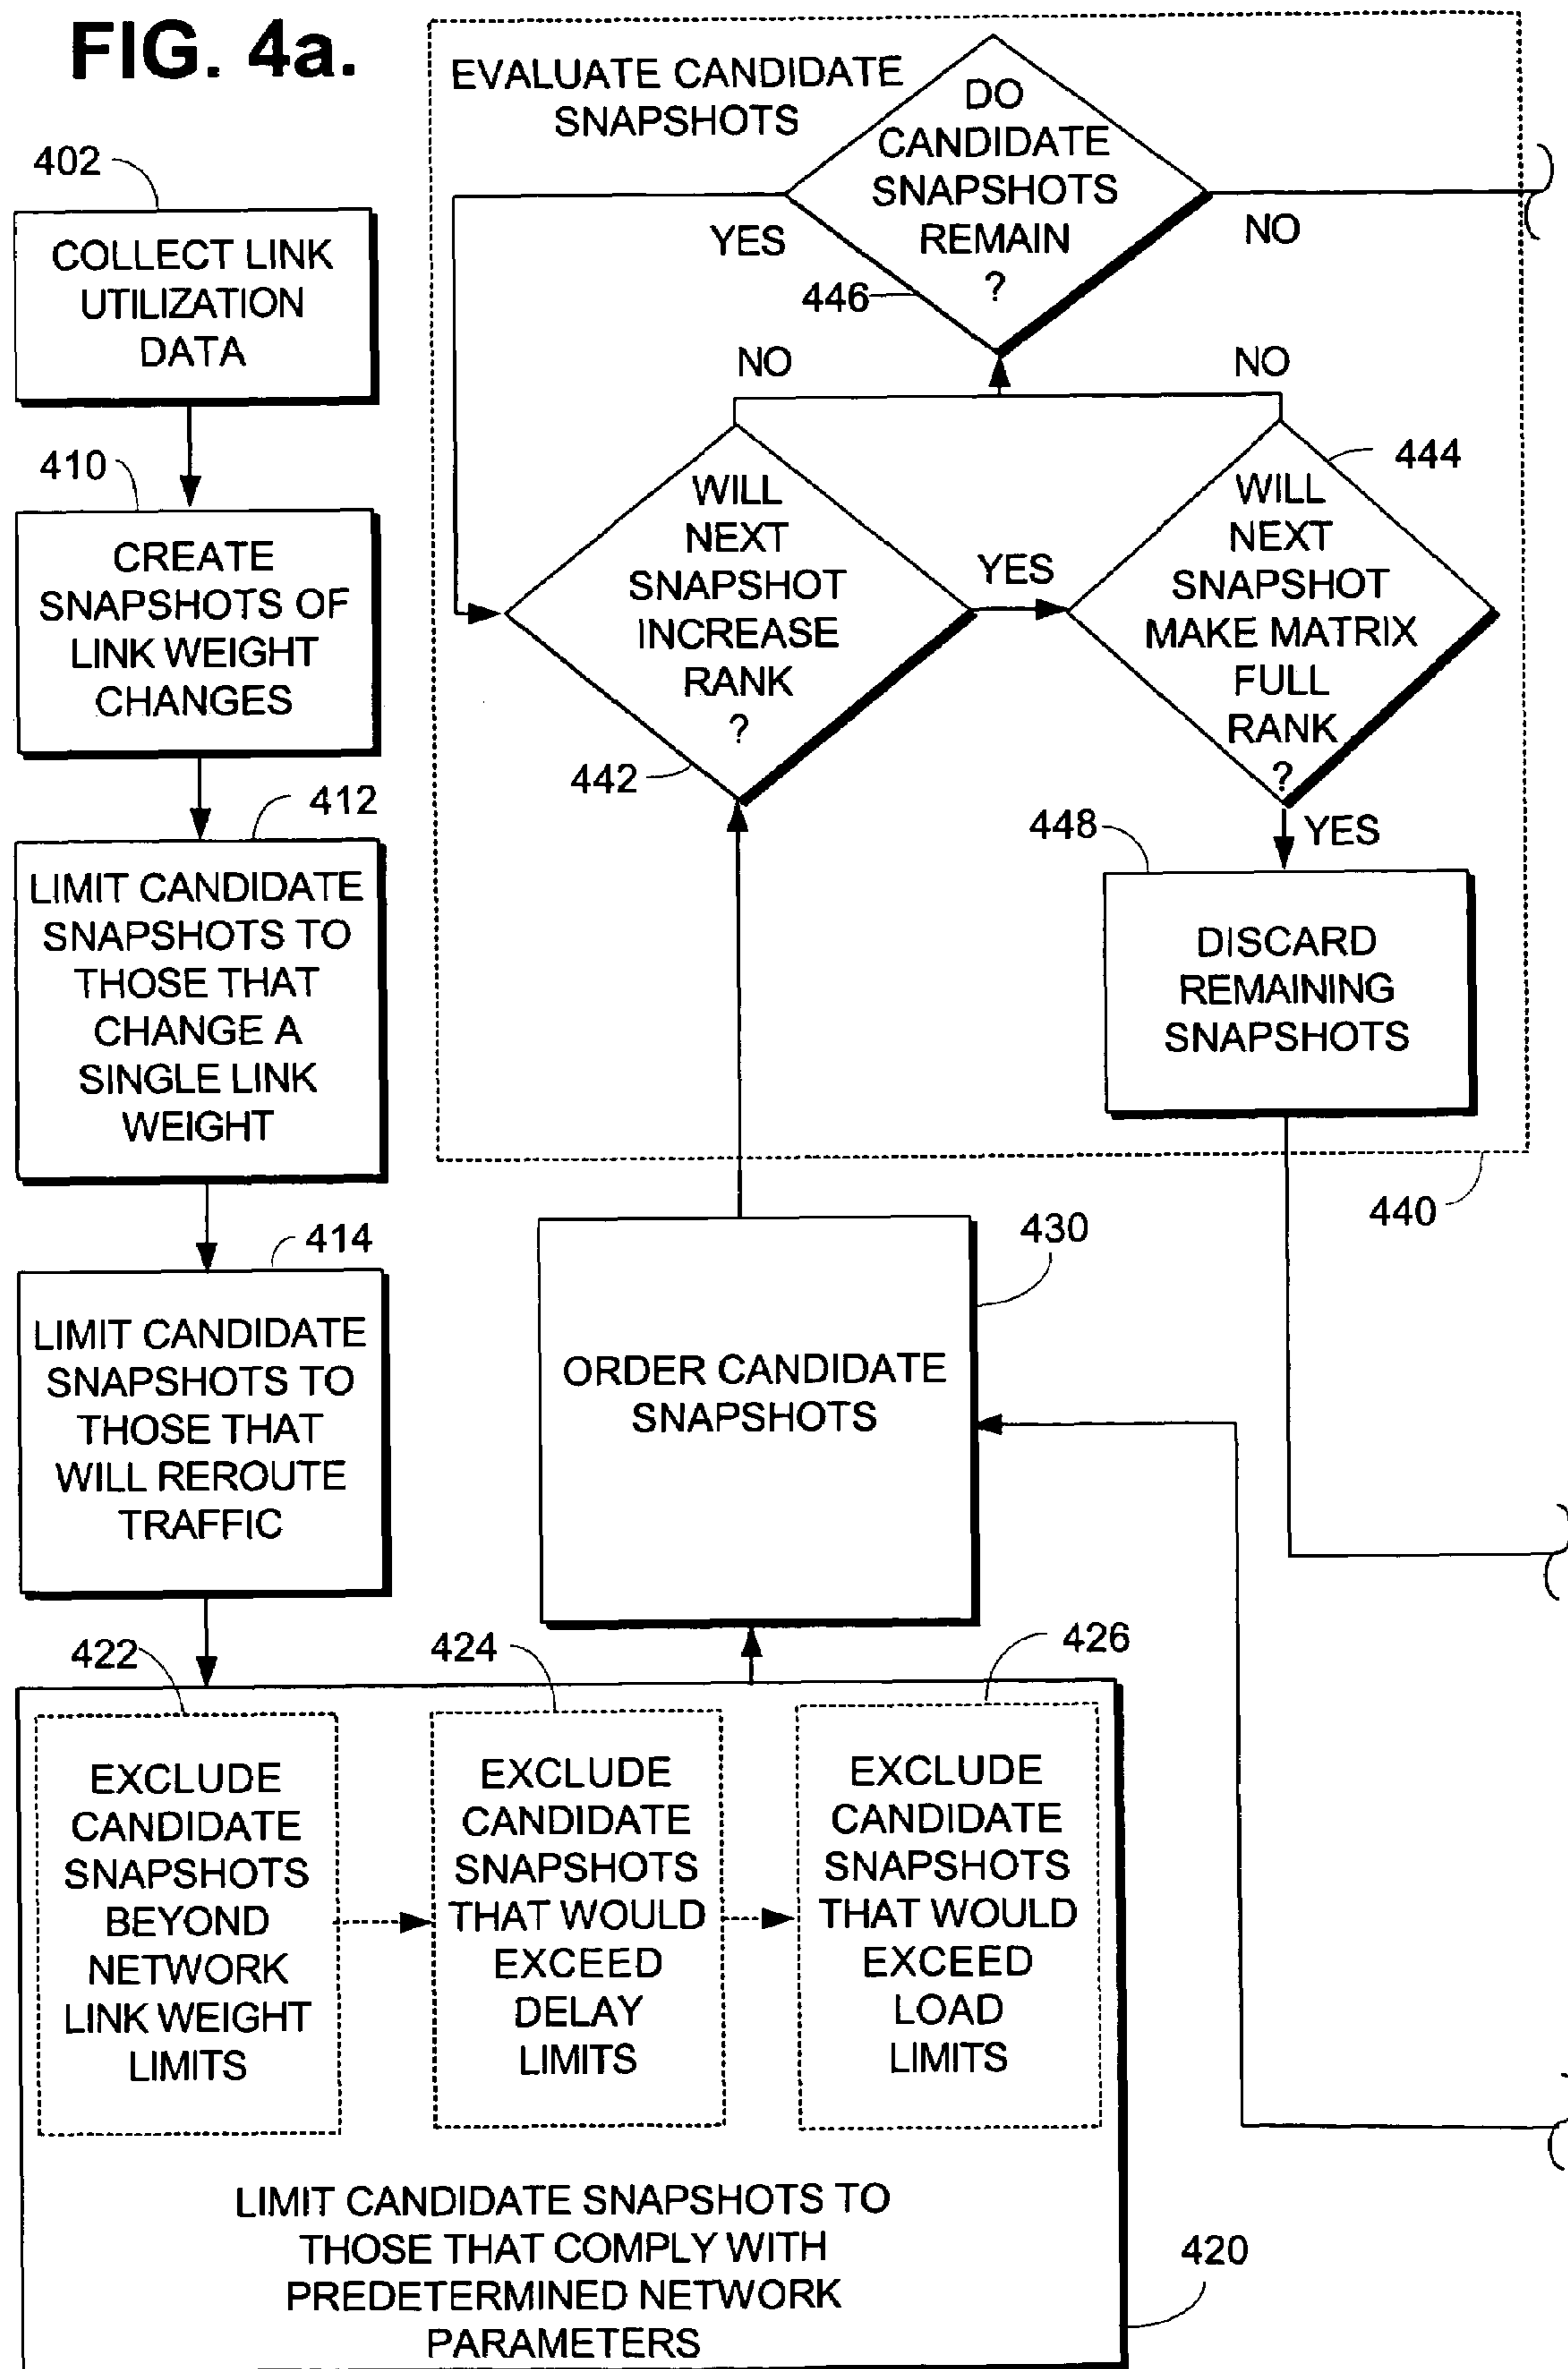 FIG. 4a.
402
COLLECT LINK
UTILIZATION
DATA
410
CREATE
SNAPSHOTS OF
LINK WEIGHT
CHANGES
412
LIMIT CANDIDATE
SNAPSHOTS TO
THOSE THAT
CHANGE A
SINGLE LINK
WEIGHT
414
LIMIT CANDIDATE
SNAPSHOTS TO
THOSE THAT
WILL REROUTE
TRAFFIC
422
EXCLUDE
CANDIDATE
SNAPSHOTS
BEYOND
NETWORK
LINK WEIGHT
LIMITS
424
EXCLUDE
CANDIDATE
SNAPSHOTS
THAT WOULD
EXCEED
DELAY
LIMITS
426
EXCLUDE
CANDIDATE
SNAPSHOTS
THAT WOULD
EXCEED
LOAD
LIMITS
LIMIT CANDIDATE SNAPSHOTS TO
THOSE THAT COMPLY WITH
PREDETERMINED NETWORK
PARAMETERS
420
430
ORDER CANDIDATE
SNAPSHOTS
EVALUATE CANDIDATE
SNAPSHOTS
DO
CANDIDATE
SNAPSHOTS
REMAIN
?
YES
NO
446
NO
NO
WILL
NEXT
SNAPSHOT
INCREASE
RANK
?
442
YES
444
WILL
NEXT
SNAPSHOT
MAKE MATRIX
FULL
RANK
?
YES
448
DISCARD
REMAINING
SNAPSHOTS
440